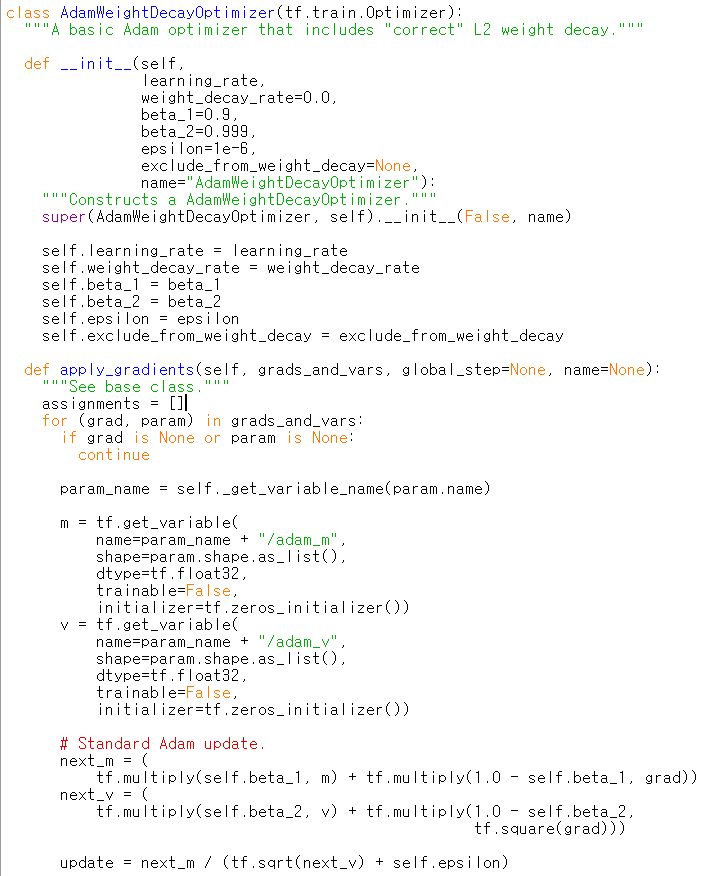 class AdamWeightDecayOptimizer(tf.train.Optimizer):
  """A basic Adam optimizer that includes "correct" L2 weight decay."""

  def __init__(self,
               learning_rate,
               weight_decay_rate=0.0,
               beta_1=0.9,
               beta_2=0.999,
               epsilon=1e-6,
               exclude_from_weight_decay=None,
               name="AdamWeightDecayOptimizer"):
    """Constructs a AdamWeightDecayOptimizer."""
    super(AdamWeightDecayOptimizer, self).__init__(False, name)

    self.learning_rate = learning_rate
    self.weight_decay_rate = weight_decay_rate
    self.beta_1 = beta_1
    self.beta_2 = beta_2
    self.epsilon = epsilon
    self.exclude_from_weight_decay = exclude_from_weight_decay

  def apply_gradients(self, grads_and_vars, global_step=None, name=None):
    """See base class."""
    assignments = []
    for (grad, param) in grads_and_vars:
      if grad is None or param is None:
        continue

      param_name = self._get_variable_name(param.name)

      m = tf.get_variable(
          name=param_name + "/adam_m",
          shape=param.shape.as_list(),
          dtype=tf.float32,
          trainable=False,
          initializer=tf.zeros_initializer())
      v = tf.get_variable(
          name=param_name + "/adam_v",
          shape=param.shape.as_list(),
          dtype=tf.float32,
          trainable=False,
          initializer=tf.zeros_initializer())

      # Standard Adam update.
      next_m = (
          tf.multiply(self.beta_1, m) + tf.multiply(1.0 - self.beta_1, grad))
      next_v = (
          tf.multiply(self.beta_2, v) + tf.multiply(1.0 - self.beta_2,
                                                    tf.square(grad)))

      update = next_m / (tf.sqrt(next_v) + self.epsilon)